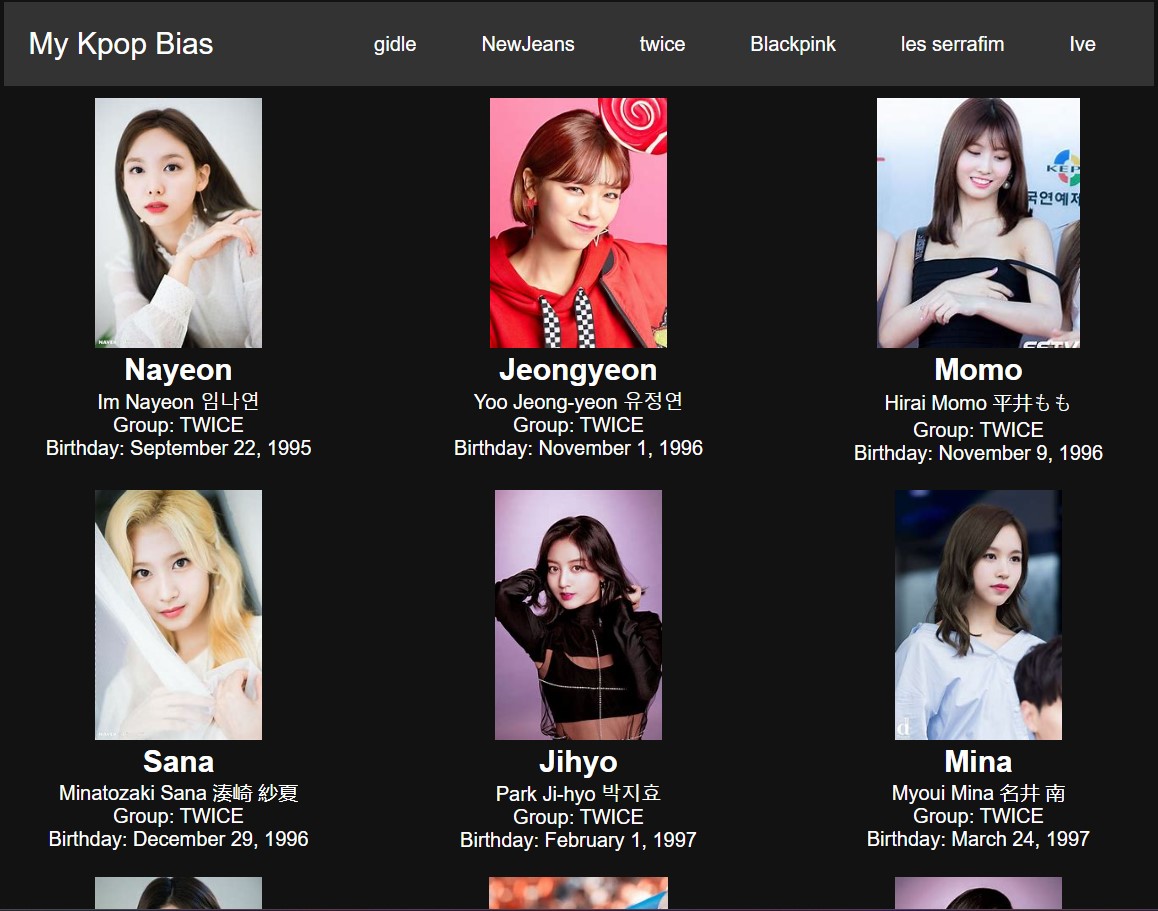 My Kpop Bias
gidle
NewJeans
twice
Blackpink
les serrafim
Ive
Nayeon
Im Nayeon 임나연
Group: TWICE
Birthday: September 22, 1995
Jeongyeon
Yoo Jeong-yeon 유정연
Group: TWICE
Birthday: November 1, 1996
국연예제
Momo
Hirai Momo 平井もも
Group: TWICE
Birthday: November 9, 1996
Sana
Minatozaki Sana 湊崎 紗夏
Group: TWICE
Birthday: December 29, 1996
Jihyo
Park Ji-hyo 박지효
Group: TWICE
Birthday: February 1, 1997
d
Mina
Myoui Mina 名井 南
Group: TWICE
Birthday: March 24, 1997